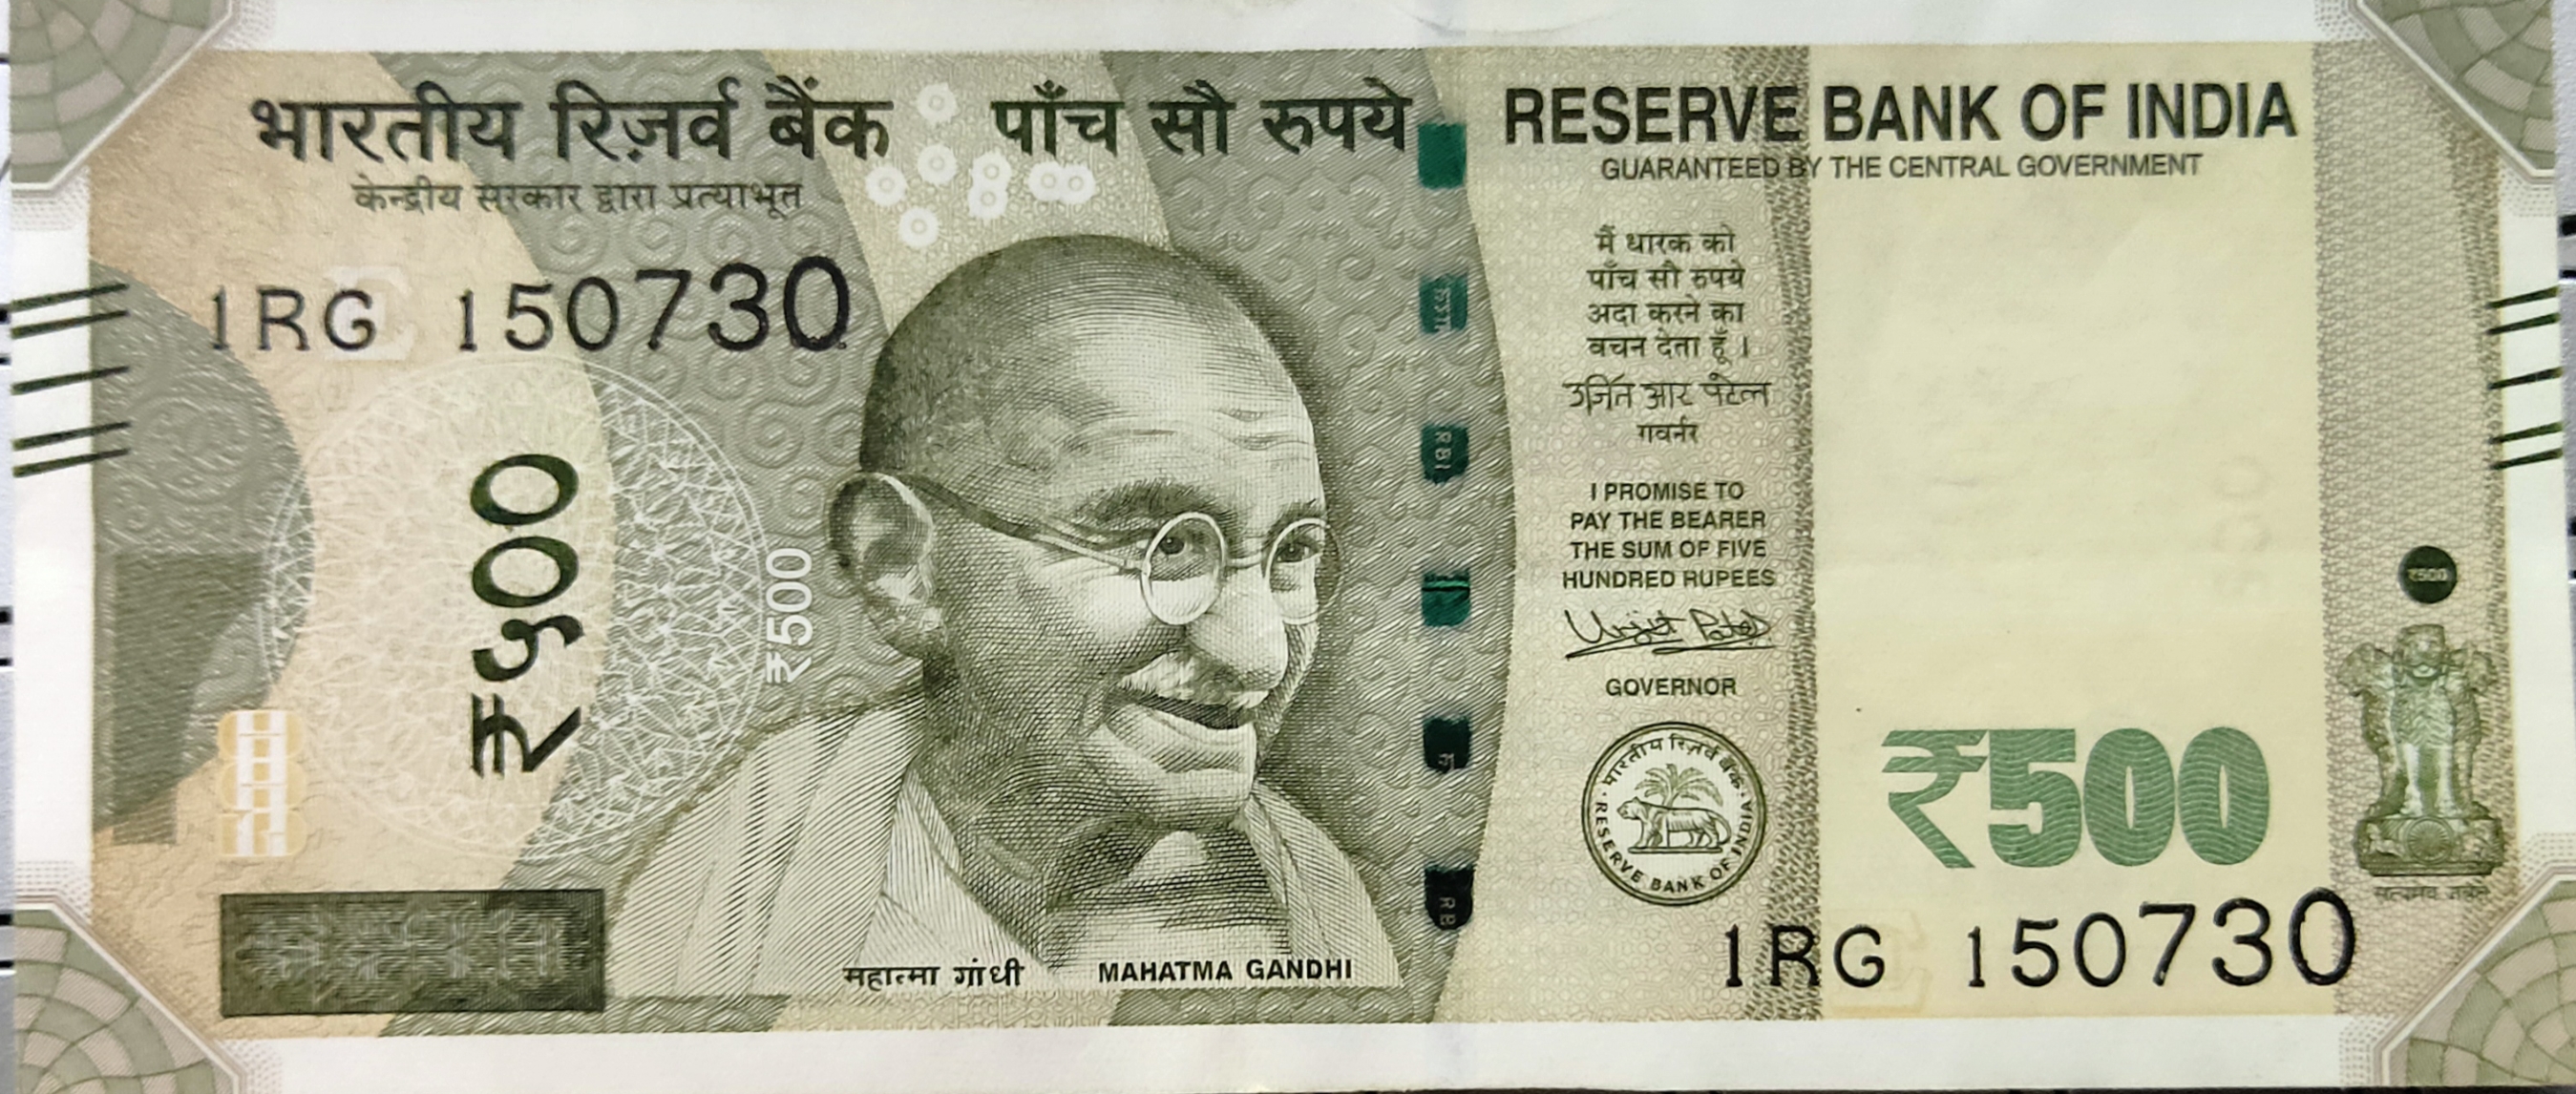 भारतीय रिज़र्व बैंक
केन्द्रीय सरकार द्वारा प्रत्याभूत
पाँच सौ रुपये
RESERVE BANK OF INDIA
GUARANTEED BY THE CENTRAL GOVERNMENT
1RG 150730
₹५00
₹500
मैं धारक को
पाँच सौ रुपये
अदा करने का
वचन देता हूँ ।
उर्जित आर पटेल
गवर्नर
I PROMISE TO
PAY THE BEARER
THE SUM OF FIVE
HUNDRED RUPEES
Urjit Patel
GOVERNOR
भारतीय रिज़र्व बैंक
RESERVE BANK OF INDIA
RBI
₹500
₹500
सत्यमेव जयते
1RG 150730
महात्मा गांधी
MAHATMA GANDHI